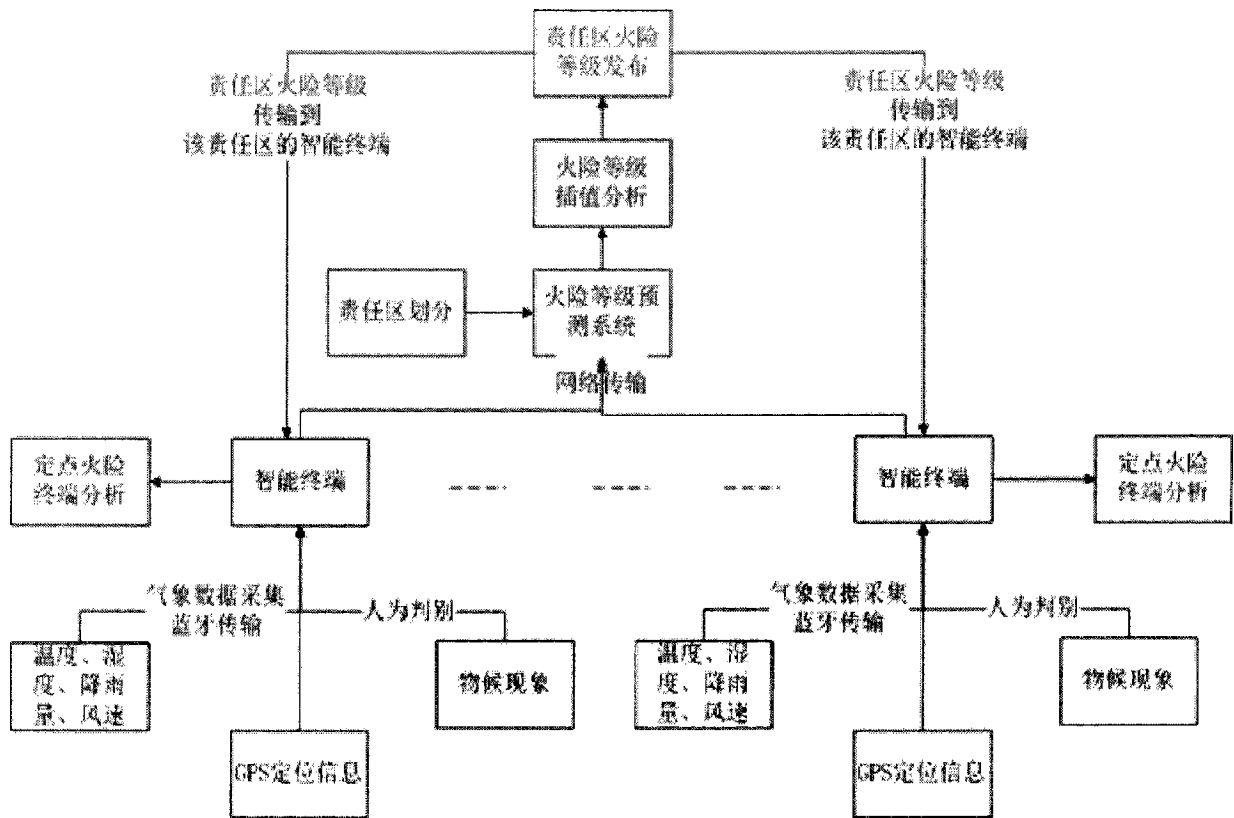 责任区火险
等级发布
责任区火险等级
传输到
该责任区的智能终端
责任区火险等级
传输到
该责任区的智能终端
火险等级
插值分析
责任区划分
火险等级预
测系统
网络传输
定点火险
终端分析
智能终端
智能终端
定点火险
终端分析
气象数据采集
蓝牙传输
人为判别
气象数据采集
蓝牙传输
人为判别
温度、湿
度、降雨
量、风速
物候现象
温度、湿
度、降雨
量、风速
物候现象
GPS定位信息
GPS定位信息